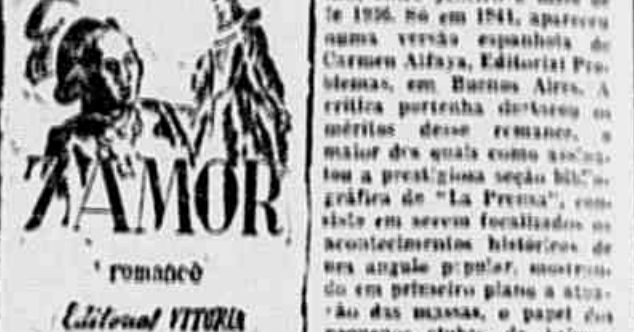 AMOR
romance
Editorial VITORIA
de 1936. Só em 1941, apareceu
numa versão espanhola de
Carmen Alfaya, Editorial Pro-
blemas, em Buenos Aires. A
crítica portenha destacou os
méritos desse romance, o
maior dos quais como assina-
lou a prestigiosa seção biblio-
gráfica de "La Prensa", con-
siste em serem focalizados os
acontecimentos históricos de
um angulo popular, mostran-
do em primeiro plano a atua-
ção das massas, o papel dos